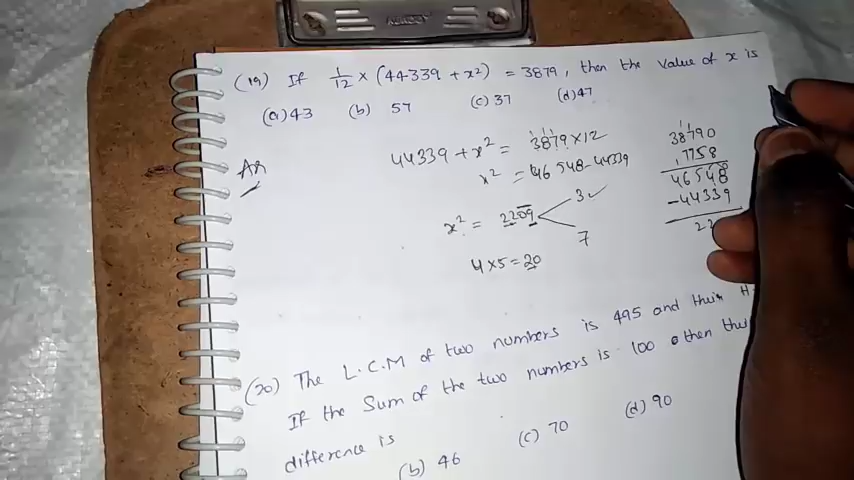 (19) If 1/12 × (44339 + x²) = 3879, then the value of x is
(a) 43 (b) 57 (c) 37 (d) 47
Ans
44339 + x² = 3879 × 12
x² = 46548 - 44339
x² = 2209
3 ✓
7
4 × 5 = 20
38790
7758
46548
-44339
22
(20) The L.C.M of two numbers is 495 and their H
If the Sum of the two numbers is 100 then their
difference is
(b) 46 (c) 70 (d) 90